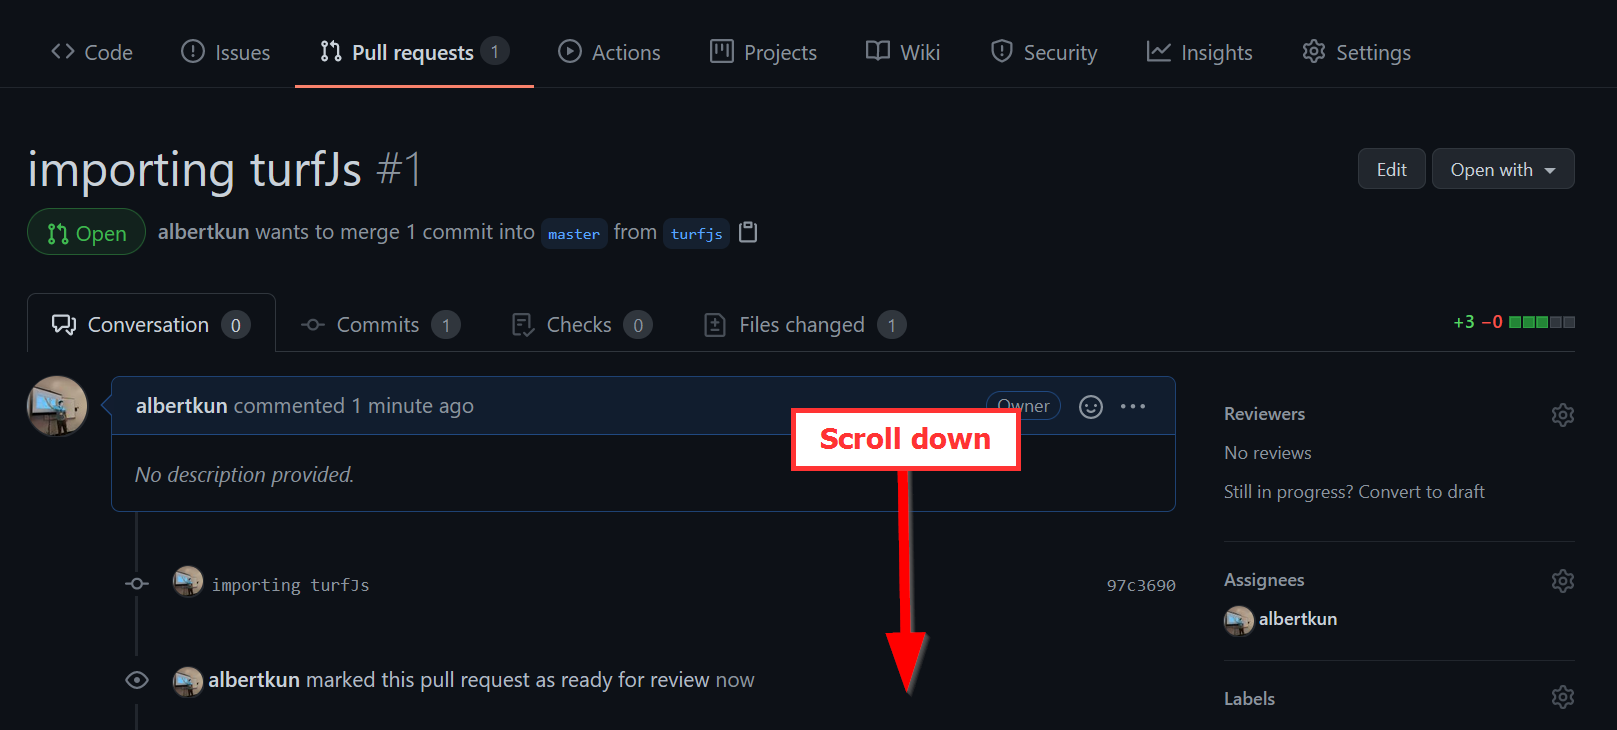 Code Issues Pull requests 1 Actions Projects Wiki Security Insights Settings
importing turfJs #1
Edit Open with
Open albertkun wants to merge 1 commit into master from turfjs
Conversation 0 Commits 1 Checks 0 Files changed 1
+3 −0
albertkun commented 1 minute ago
Owner
Scroll down
No description provided.
importing turfJs 97c3690
albertkun marked this pull request as ready for review now
Reviewers
No reviews
Still in progress? Convert to draft
Assignees
albertkun
Labels